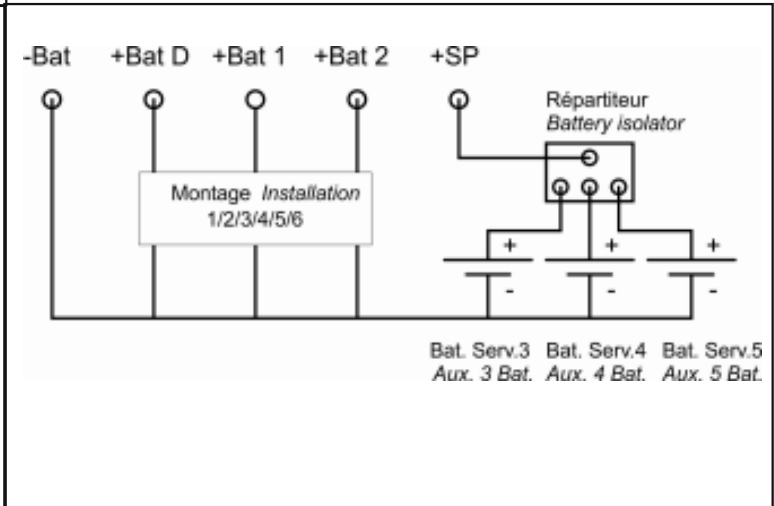 -Bat +Bat D +Bat 1 +Bat 2 +SP
Répartiteur
Battery isolator
Montage Installation
1/2/3/4/5/6
+ + +
- - -
Bat. Serv.3 Bat. Serv.4 Bat. Serv.5
Aux. 3 Bat. Aux. 4 Bat. Aux. 5 Bat.